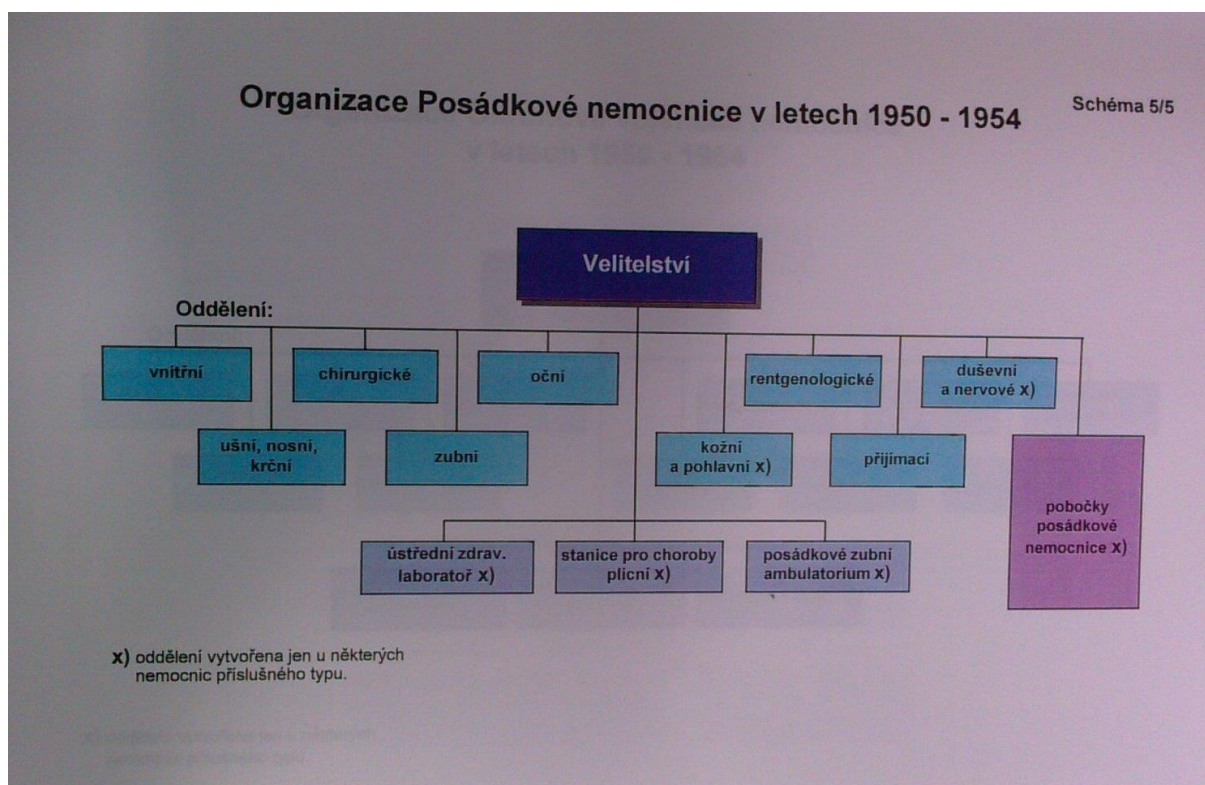 Organizace Posádkové nemocnice v letech 1950 - 1954
Schéma 5/5
Velitelství
Oddělení:
vnitřní
chirurgické
oční
rentgenologické
duševní
a nervové x)
ušní, nosní,
krční
zubní
kožní
a pohlavní x)
přijímací
pobočky
posádkové
nemocnice x)
ústřední zdrav.
laboratoř x)
stanice pro choroby
plicní x)
posádkové zubní
ambulatorium x)
x) oddělení vytvořena jen u některých
nemocnic příslušného typu.